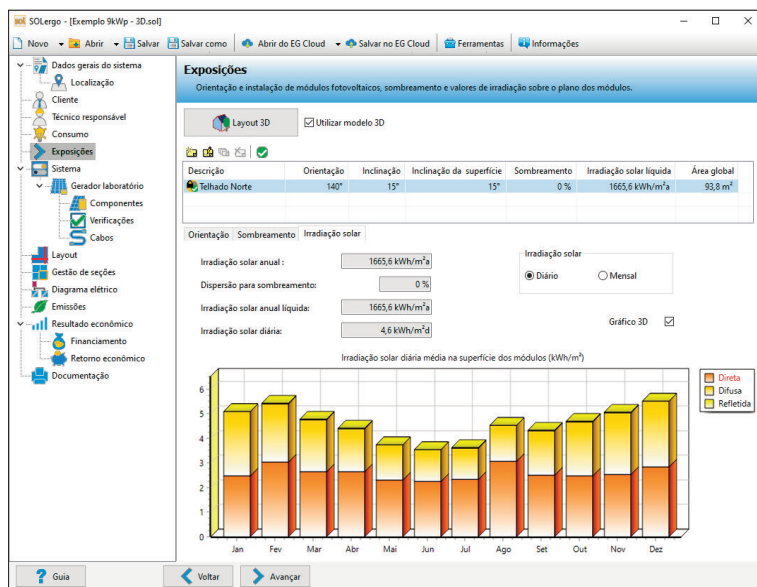 SOLergo - [Exemplo 9kWp - 3D.sol]
Novo Abrir Salvar Salvar como Abrir do EG Cloud Salvar no EG Cloud Ferramentas Informações
Dados gerais do sistema
Localização
Cliente
Técnico responsável
Consumo
Exposições
Sistema
Gerador laboratório
Componentes
Verificações
Cabos
Layout
Gestão de seções
Diagrama elétrico
Emissões
Resultado econômico
Financiamento
Retorno econômico
Documentação
Exposições
Orientação e instalação de módulos fotovoltaicos, sombreamento e valores de irradiação sobre o plano dos módulos.
Layout 3D Utilizar modelo 3D
Descrição Orientação Inclinação Inclinação da superfície Sombreamento Irradiação solar líquida Área global
Telhado Norte 140° 15° 15° 0 % 1665,6 kWh/m²a 93,8 m²
Orientação Sombreamento Irradiação solar
Irradiação solar anual : 1665,6 kWh/m²a
Dispersão para sombreamento: 0 %
Irradiação solar anual líquida: 1665,6 kWh/m²a
Irradiação solar diária: 4,6 kWh/m²d
Irradiação solar
Diário Mensal
Gráfico 3D
Irradiação solar diária média na superfície dos módulos (kWh/m²)
6
5
4
3
2
1
0
Jan Fev Mar Abr Mai Jun Jul Ago Set Out Nov Dez
Direta
Difusa
Refletida
Guia Voltar Avançar